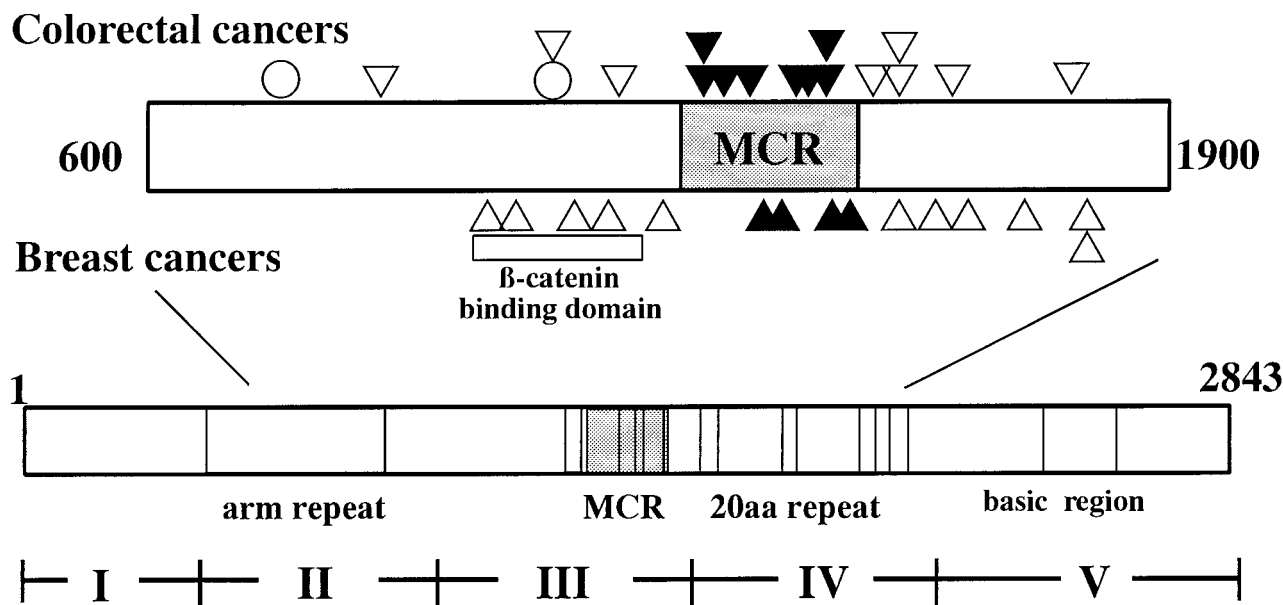 Colorectal cancers
600
MCR
1900
Breast cancers
ß-catenin
binding domain
1
2843
arm repeat
MCR
20aa repeat
basic region
I
II
III
IV
V